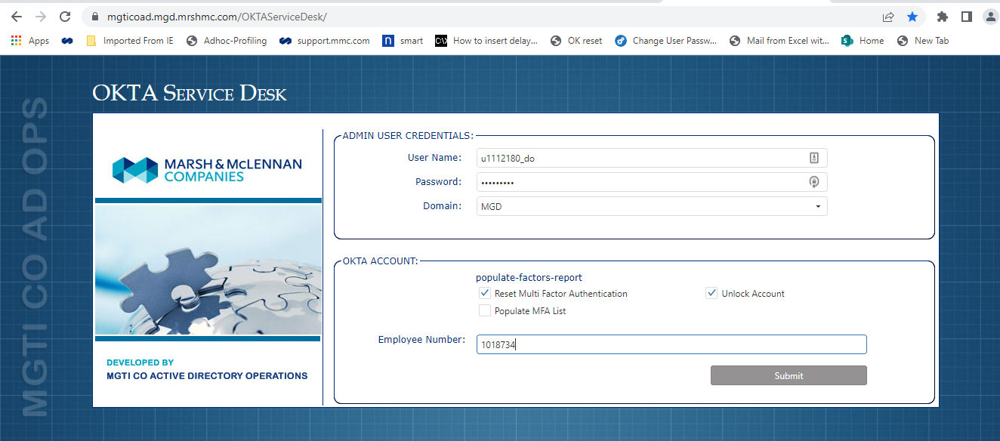 mgticoad.mgd.mrshmc.com/OKTAServiceDesk/
Apps Imported From IE Adhoc-Profiling support.mmc.com n smart C:\ How to insert delay... OK reset Change User Passw... Mail from Excel wit... S Home New Tab
OKTA SERVICE DESK
MGTI CO AD OPS
MARSH & McLENNAN
COMPANIES
DEVELOPED BY
MGTI CO ACTIVE DIRECTORY OPERATIONS
ADMIN USER CREDENTIALS:
User Name: u1112180_do
Password: •••••••••
Domain: MGD
OKTA ACCOUNT:
populate-factors-report
Reset Multi Factor Authentication Unlock Account
Populate MFA List
Employee Number: 1018734
Submit